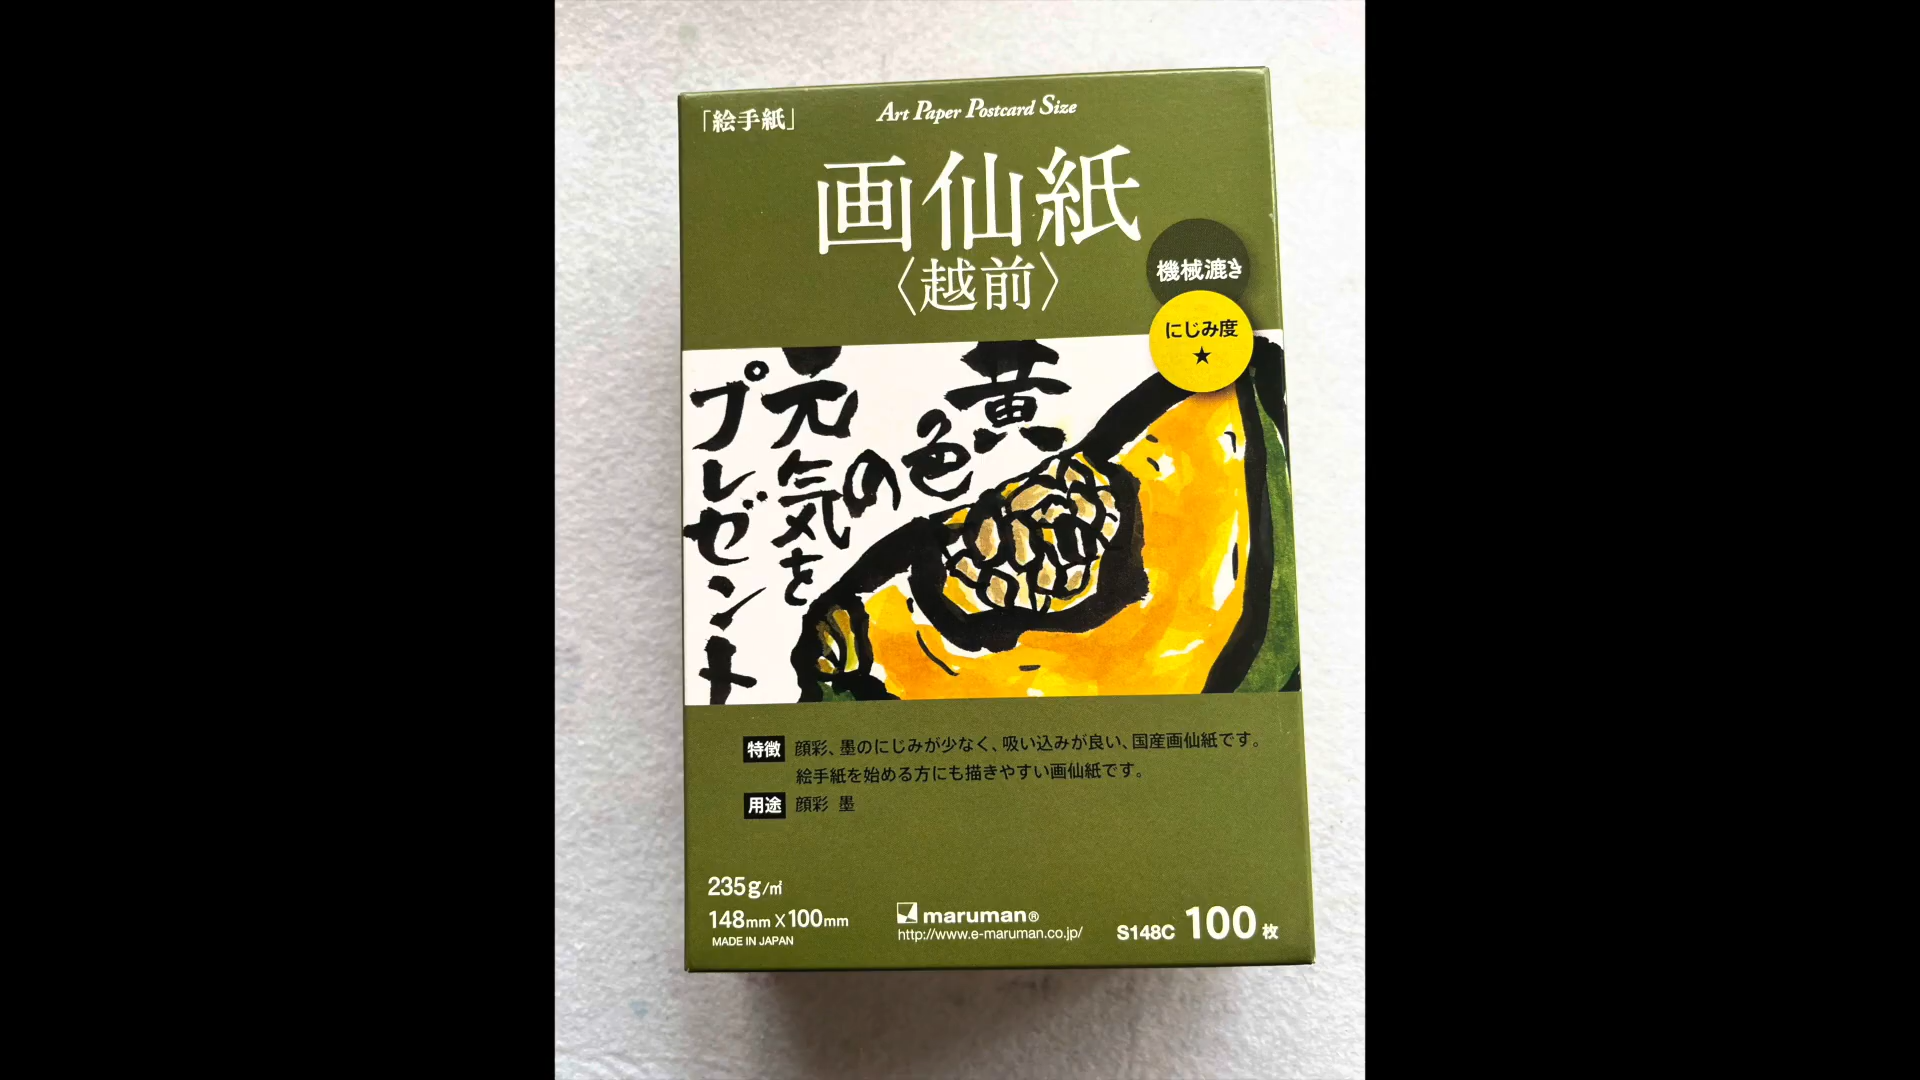 「絵手紙」
Art Paper Postcard Size
画仙紙
〈越前〉
機械漉き
にじみ度
★
黄色の
元気を
プレゼント
特徴 顔彩、墨のにじみが少なく、吸い込みが良い、国産画仙紙です。
絵手紙を始める方にも描きやすい画仙紙です。
用途 顔彩 墨
235g/㎡
148mm X 100mm
MADE IN JAPAN
maruman®
http://www.e-maruman.co.jp/
S148C 100枚